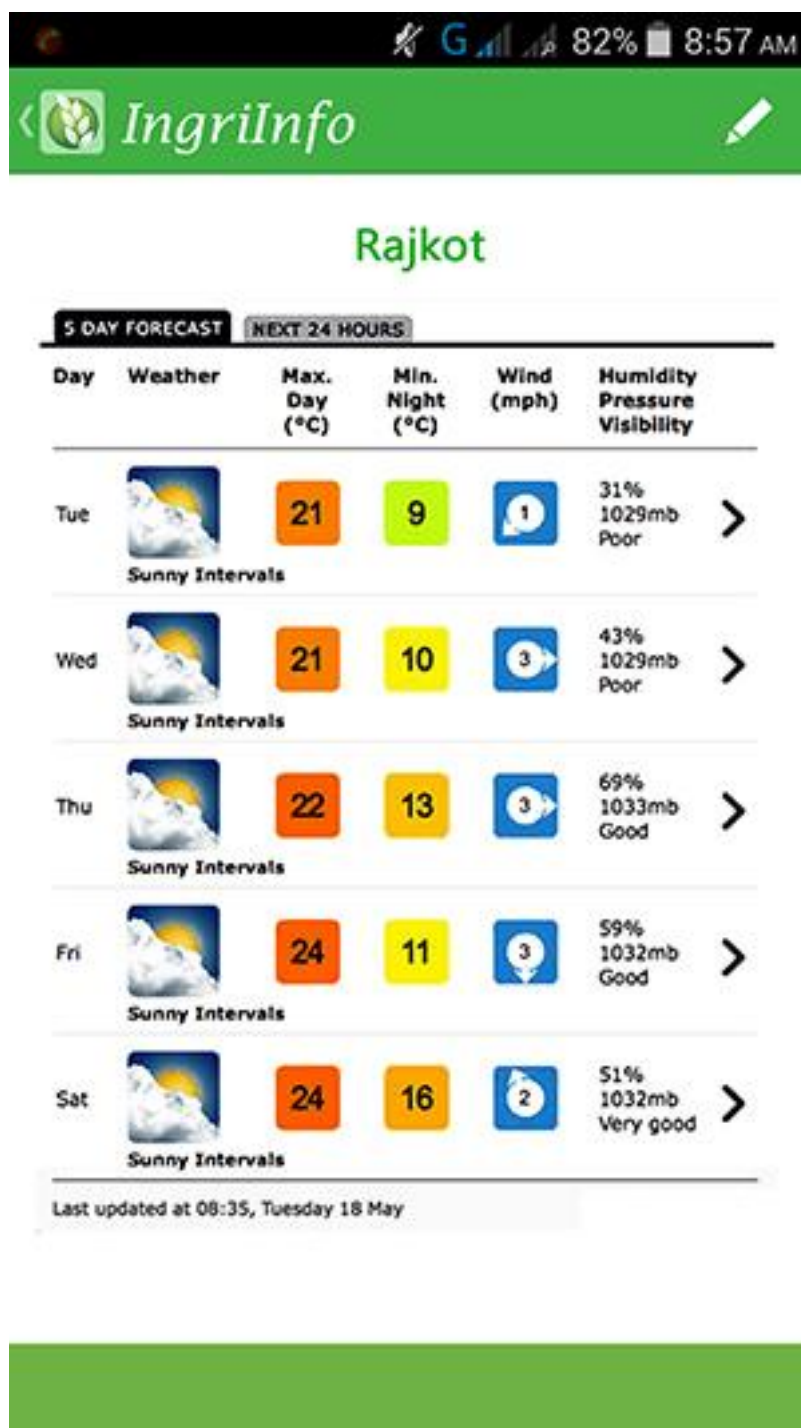 G 82% 8:57 AM
IngriInfo
Rajkot
5 DAY FORECAST NEXT 24 HOURS
Day Weather Max. Day (°C) Min. Night (°C) Wind (mph) Humidity Pressure Visibility
Tue 21 9 1 31%
1029mb
Poor
Sunny Intervals
Wed 21 10 3 43%
1029mb
Poor
Sunny Intervals
Thu 22 13 3 69%
1033mb
Good
Sunny Intervals
Fri 24 11 3 59%
1032mb
Good
Sunny Intervals
Sat 24 16 2 51%
1032mb
Very good
Sunny Intervals
Last updated at 08:35, Tuesday 18 May